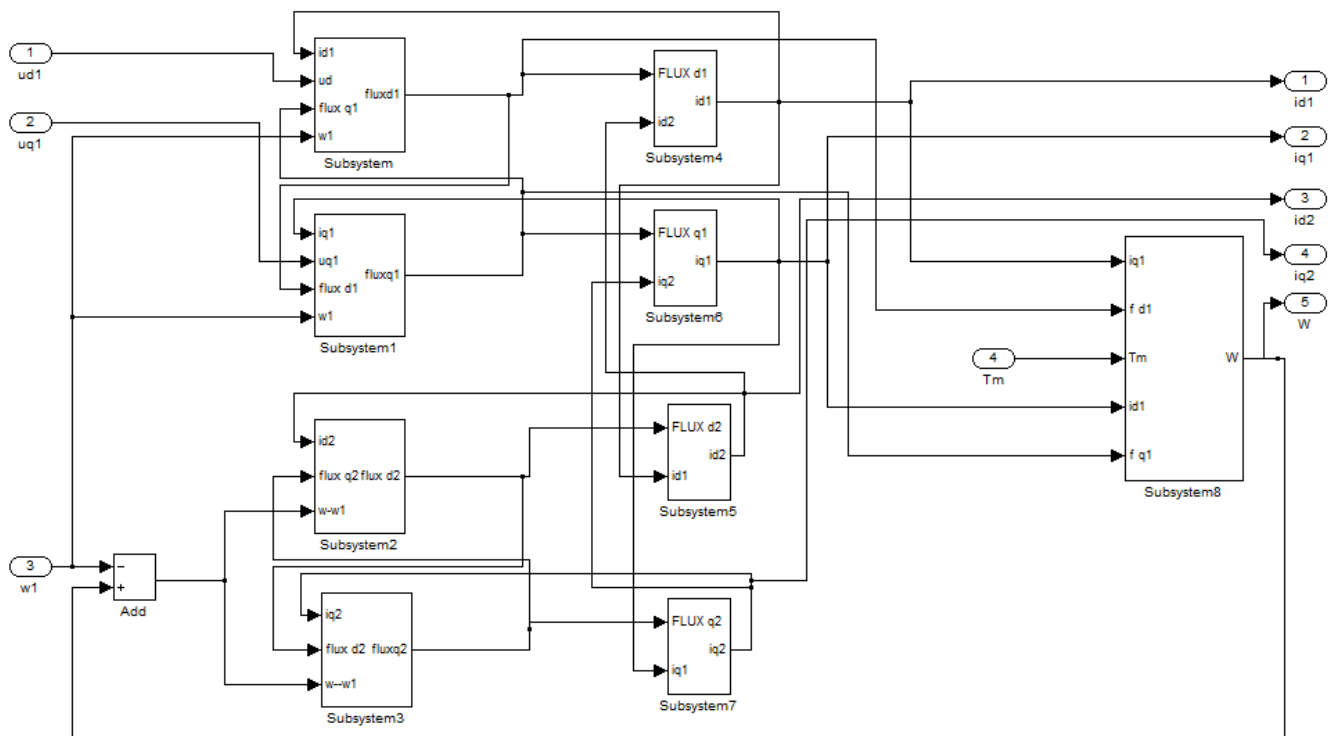 1
ud1
2
uq1
id1
ud
flux q1
w1
fluxd1
Subsystem
FLUX d1
id1
id2
Subsystem4
1
id1
2
iq1
3
id2
4
iq2
5
W
iq1
uq1
flux d1
w1
fluxq1
Subsystem1
FLUX q1
iq1
iq2
Subsystem6
iq1
f d1
Tm
W
id1
f q1
Subsystem8
4
Tm
id2
flux q2 flux d2
w-w1
Subsystem2
FLUX d2
id2
id1
Subsystem5
3
w1
−
+
Add
iq2
flux d2 fluxq2
w--w1
Subsystem3
FLUX q2
iq2
iq1
Subsystem7